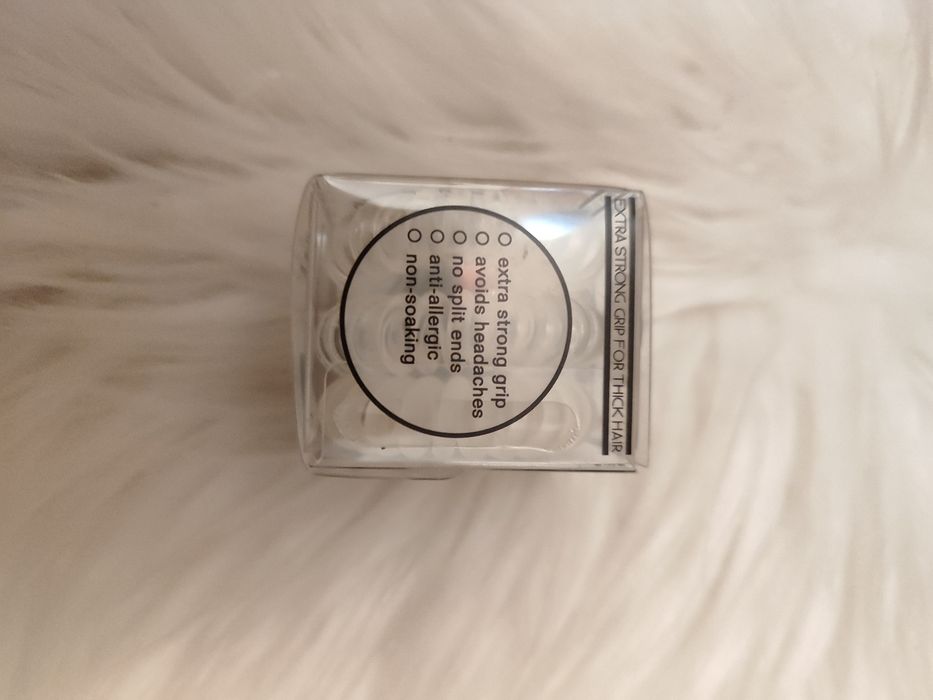 EXTRA STRONG GRIP FOR THICK HAIR
extra strong grip
avoids headaches
no split ends
anti-allergic
non-soaking